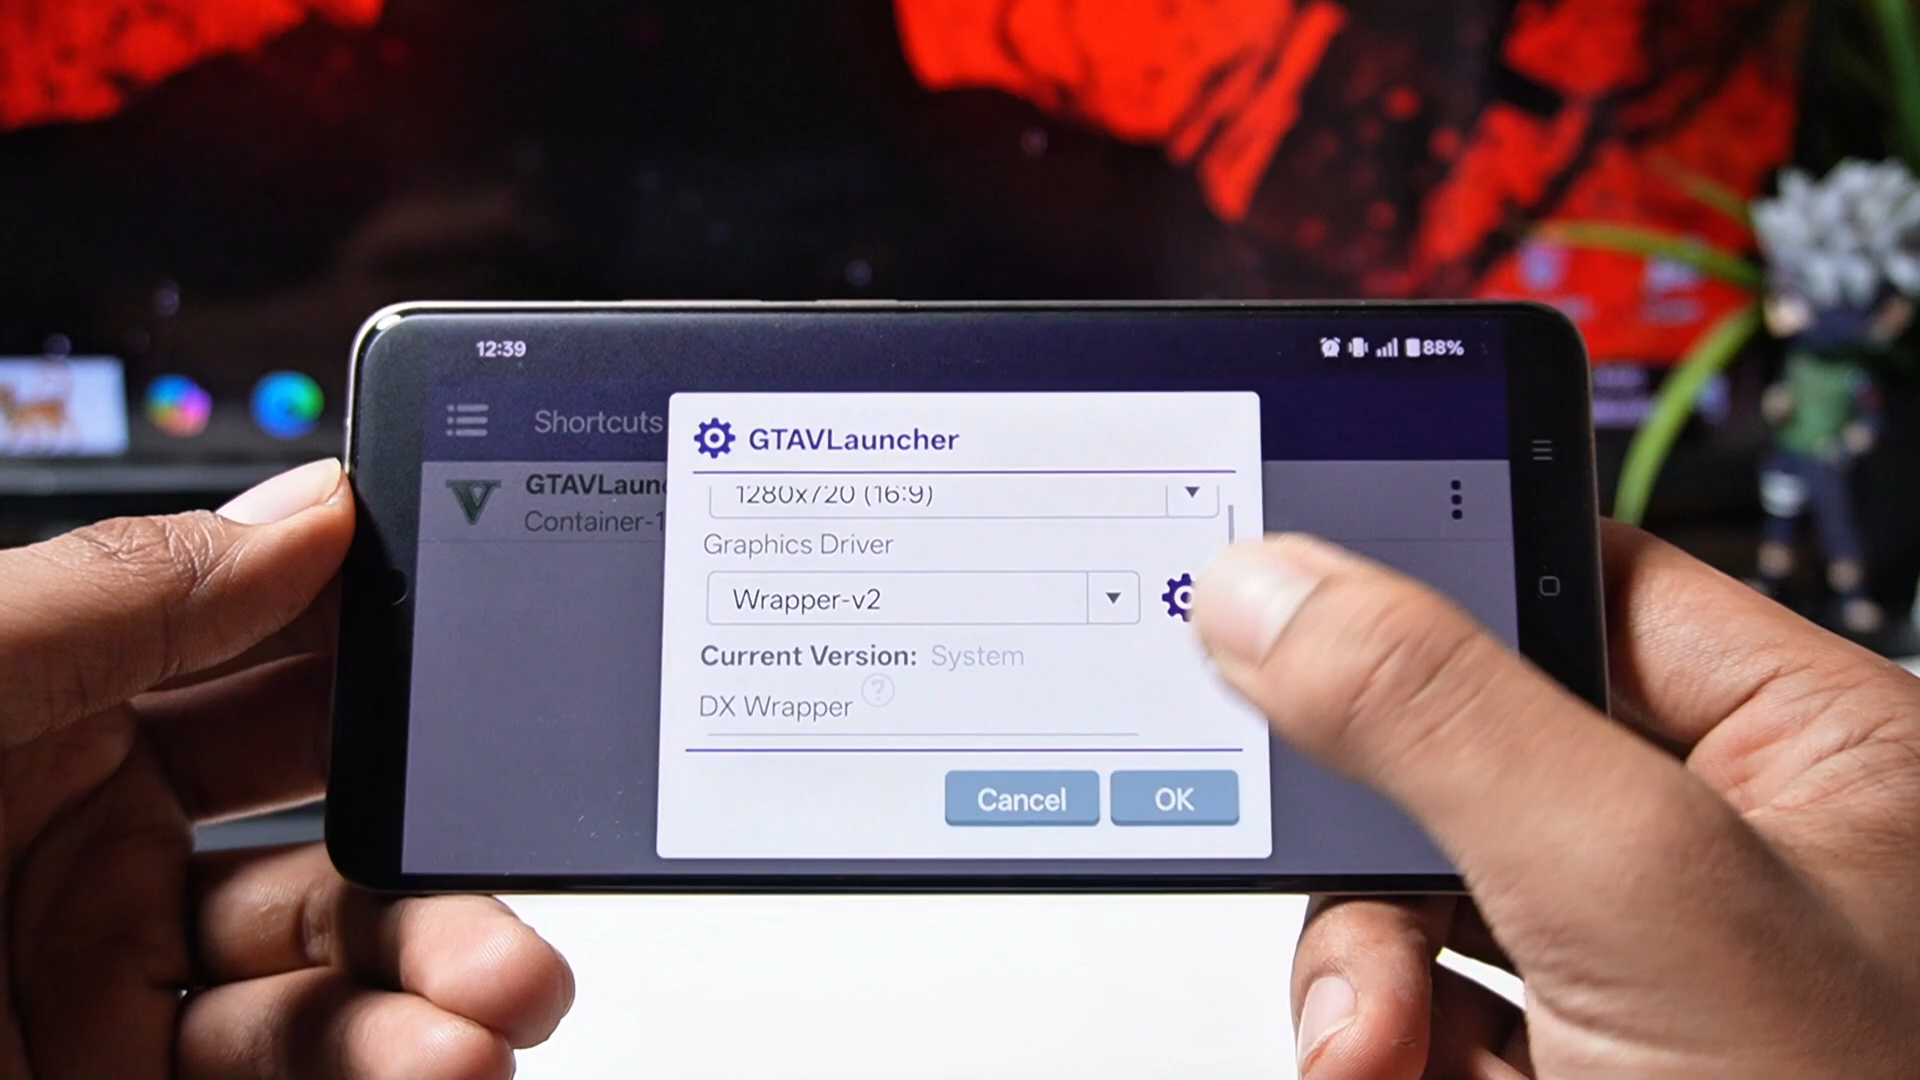 12:39
88%
Shortcuts
GTAVLaun
Container-1
GTAVLauncher
1280x720 (16:9)
Graphics Driver
Wrapper-v2
Current Version: System
DX Wrapper
?
Cancel
OK